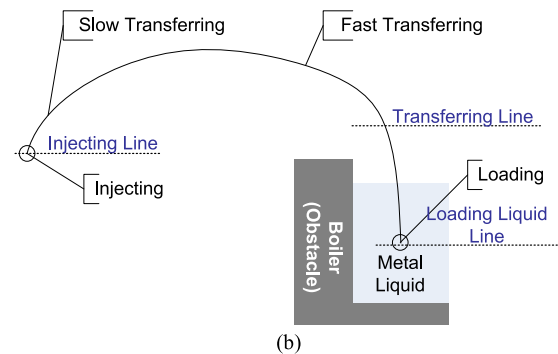 Slow Transferring
Fast Transferring
Transferring Line
Injecting Line
Injecting
Loading
Boiler
(Obstacle)
Loading Liquid
Line
Metal
Liquid
(b)